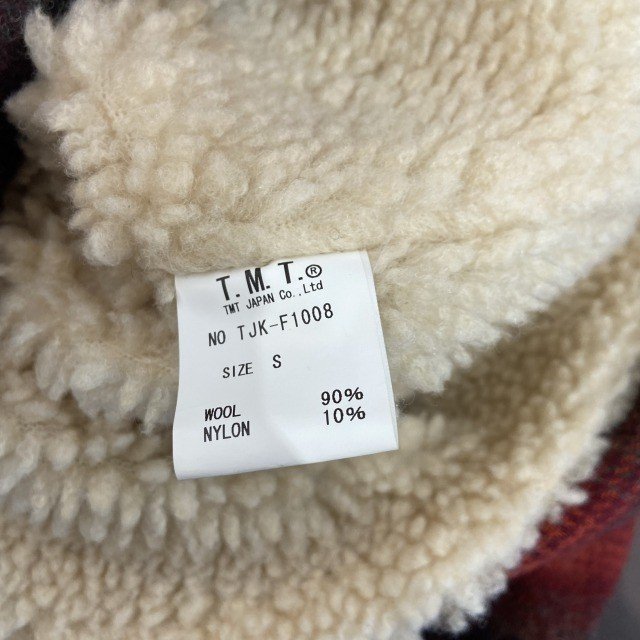 T.M.T.®
TMT JAPAN Co.,Ltd
NO TJK-F1008
SIZE S
WOOL 90%
NYLON 10%